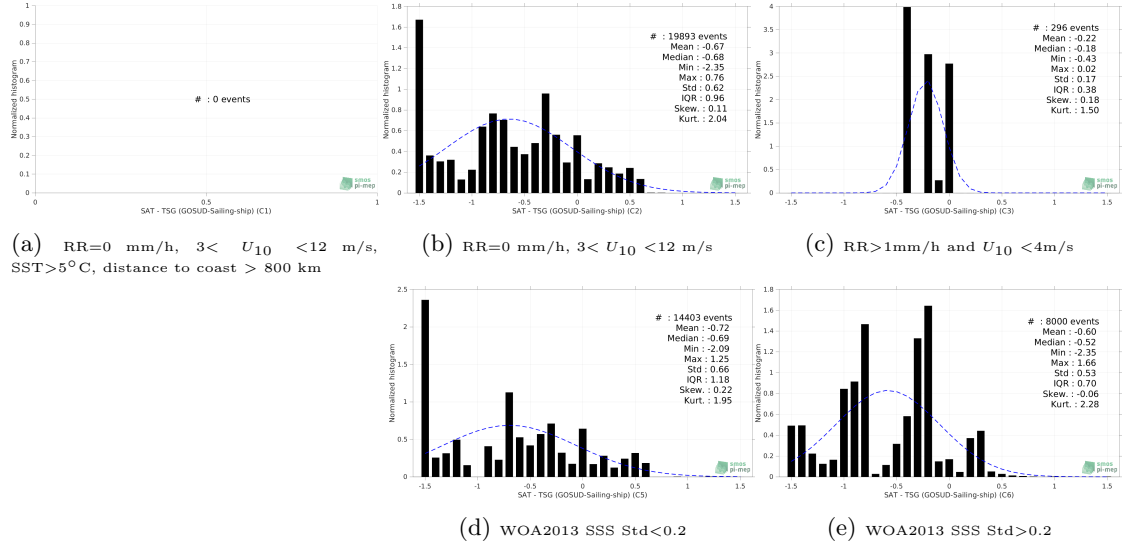 Normalized histogram
1
0.9
0.8
0.7
0.6
0.5
0.4
0.3
0.2
0.1
0
# : 0 events
0 0.5 1
SAT - TSG (GOSUD-Sailing-ship) (C1)
smos
pi-mep
(a) RR=0 mm/h, 3< U10 <12 m/s,
SST>5°C, distance to coast > 800 km
Normalized histogram
1.8
1.6
1.4
1.2
1
0.8
0.6
0.4
0.2
0
# : 19893 events
Mean : -0.67
Median : -0.68
Min : -2.35
Max : 0.76
Std : 0.62
IQR : 0.96
Skew. : 0.11
Kurt. : 2.04
-1.5 -1 -0.5 0 0.5 1 1.5
SAT - TSG (GOSUD-Sailing-ship) (C2)
smos
pi-mep
(b) RR=0 mm/h, 3< U10 <12 m/s
Normalized histogram
4
3.5
3
2.5
2
1.5
1
0.5
0
# : 296 events
Mean : -0.22
Median : -0.18
Min : -0.43
Max : 0.02
Std : 0.17
IQR : 0.38
Skew. : 0.18
Kurt. : 1.50
-1.5 -1 -0.5 0 0.5 1 1.5
SAT - TSG (GOSUD-Sailing-ship) (C3)
smos
pi-mep
(c) RR>1mm/h and U10 <4m/s
Normalized histogram
2.5
2
1.5
1
0.5
0
# : 14403 events
Mean : -0.72
Median : -0.69
Min : -2.09
Max : 1.25
Std : 0.66
IQR : 1.18
Skew. : 0.22
Kurt. : 1.95
-1.5 -1 -0.5 0 0.5 1 1.5
SAT - TSG (GOSUD-Sailing-ship) (C5)
smos
pi-mep
(d) WOA2013 SSS Std<0.2
Normalized histogram
1.8
1.6
1.4
1.2
1
0.8
0.6
0.4
0.2
0
# : 8000 events
Mean : -0.60
Median : -0.52
Min : -2.35
Max : 1.66
Std : 0.53
IQR : 0.70
Skew. : -0.06
Kurt. : 2.28
-1.5 -1 -0.5 0 0.5 1 1.5
SAT - TSG (GOSUD-Sailing-ship) (C6)
smos
pi-mep
(e) WOA2013 SSS Std>0.2